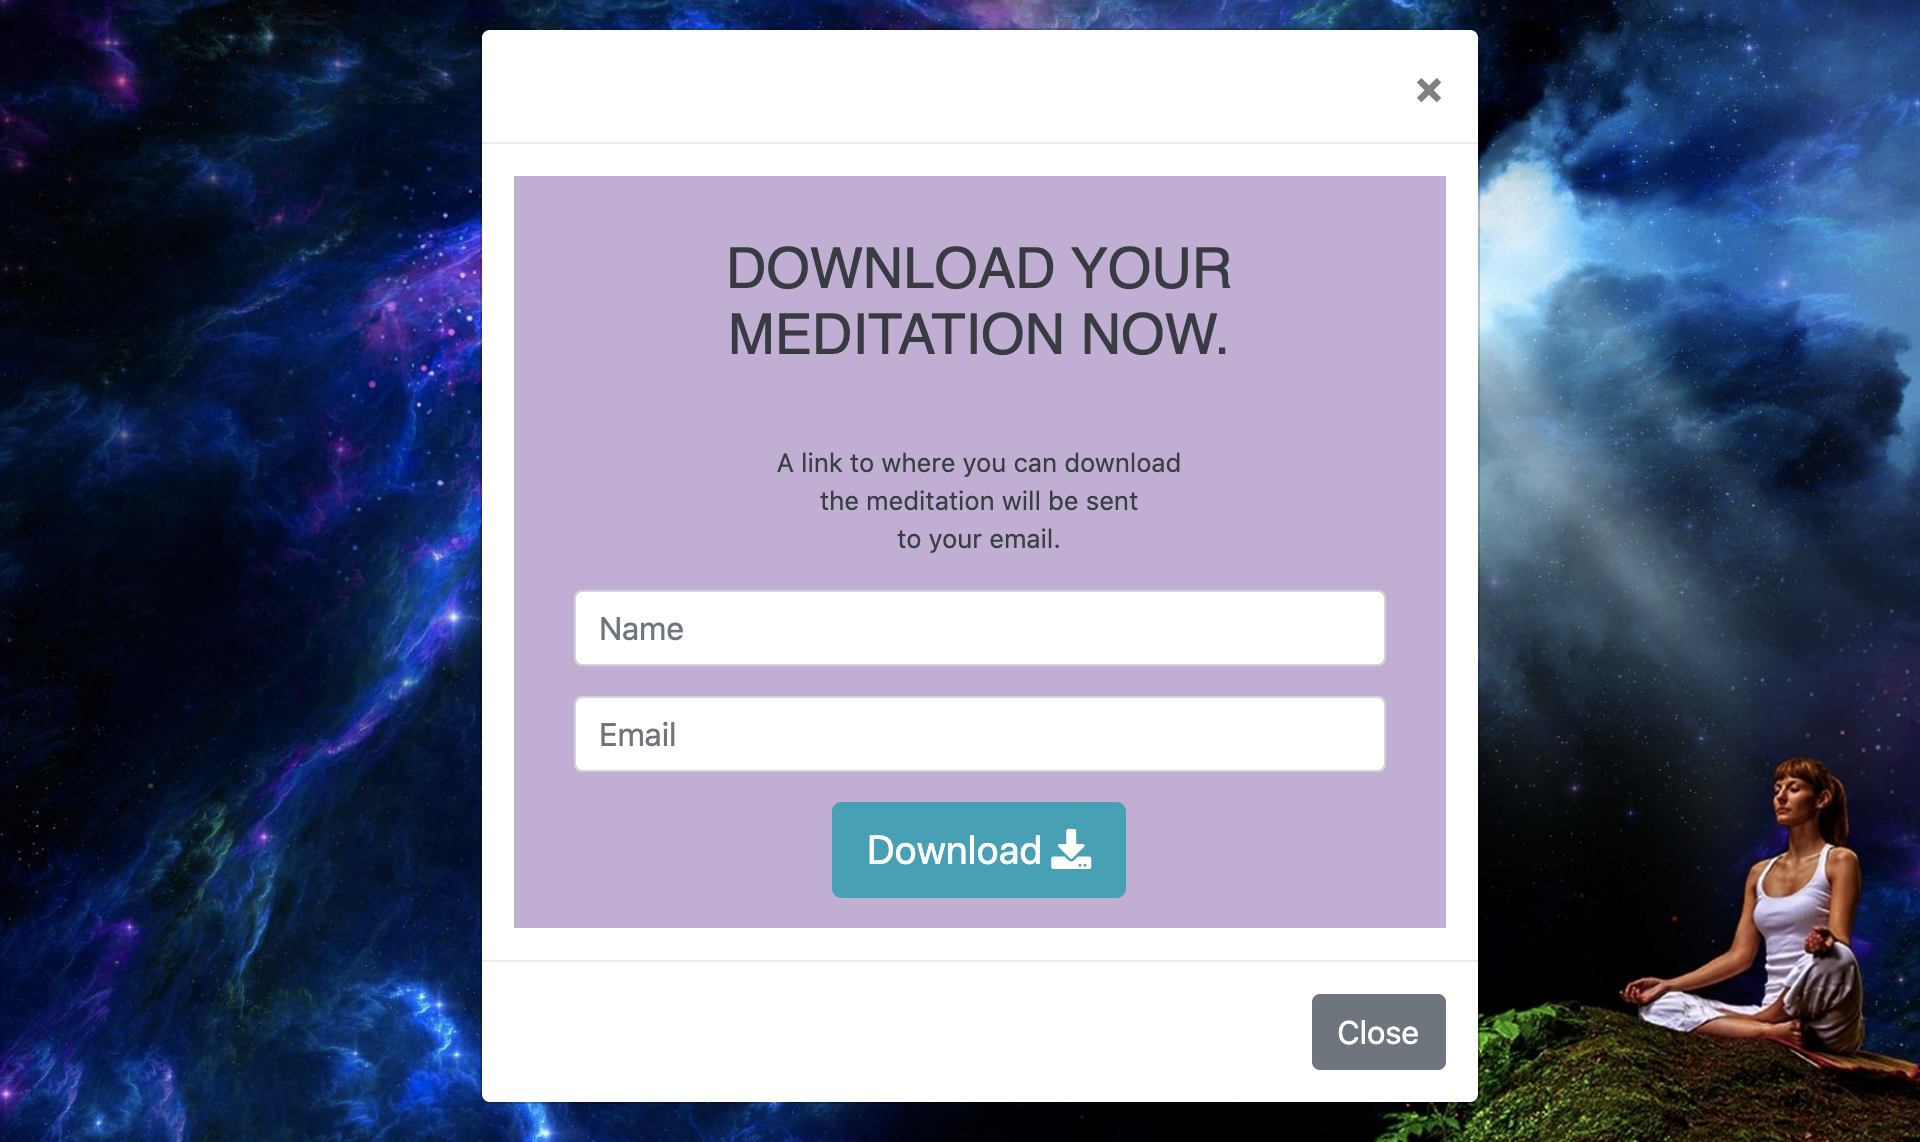 ×
DOWNLOAD YOUR
MEDITATION NOW.
A link to where you can download
the meditation will be sent
to your email.
Name
Email
Download
Close